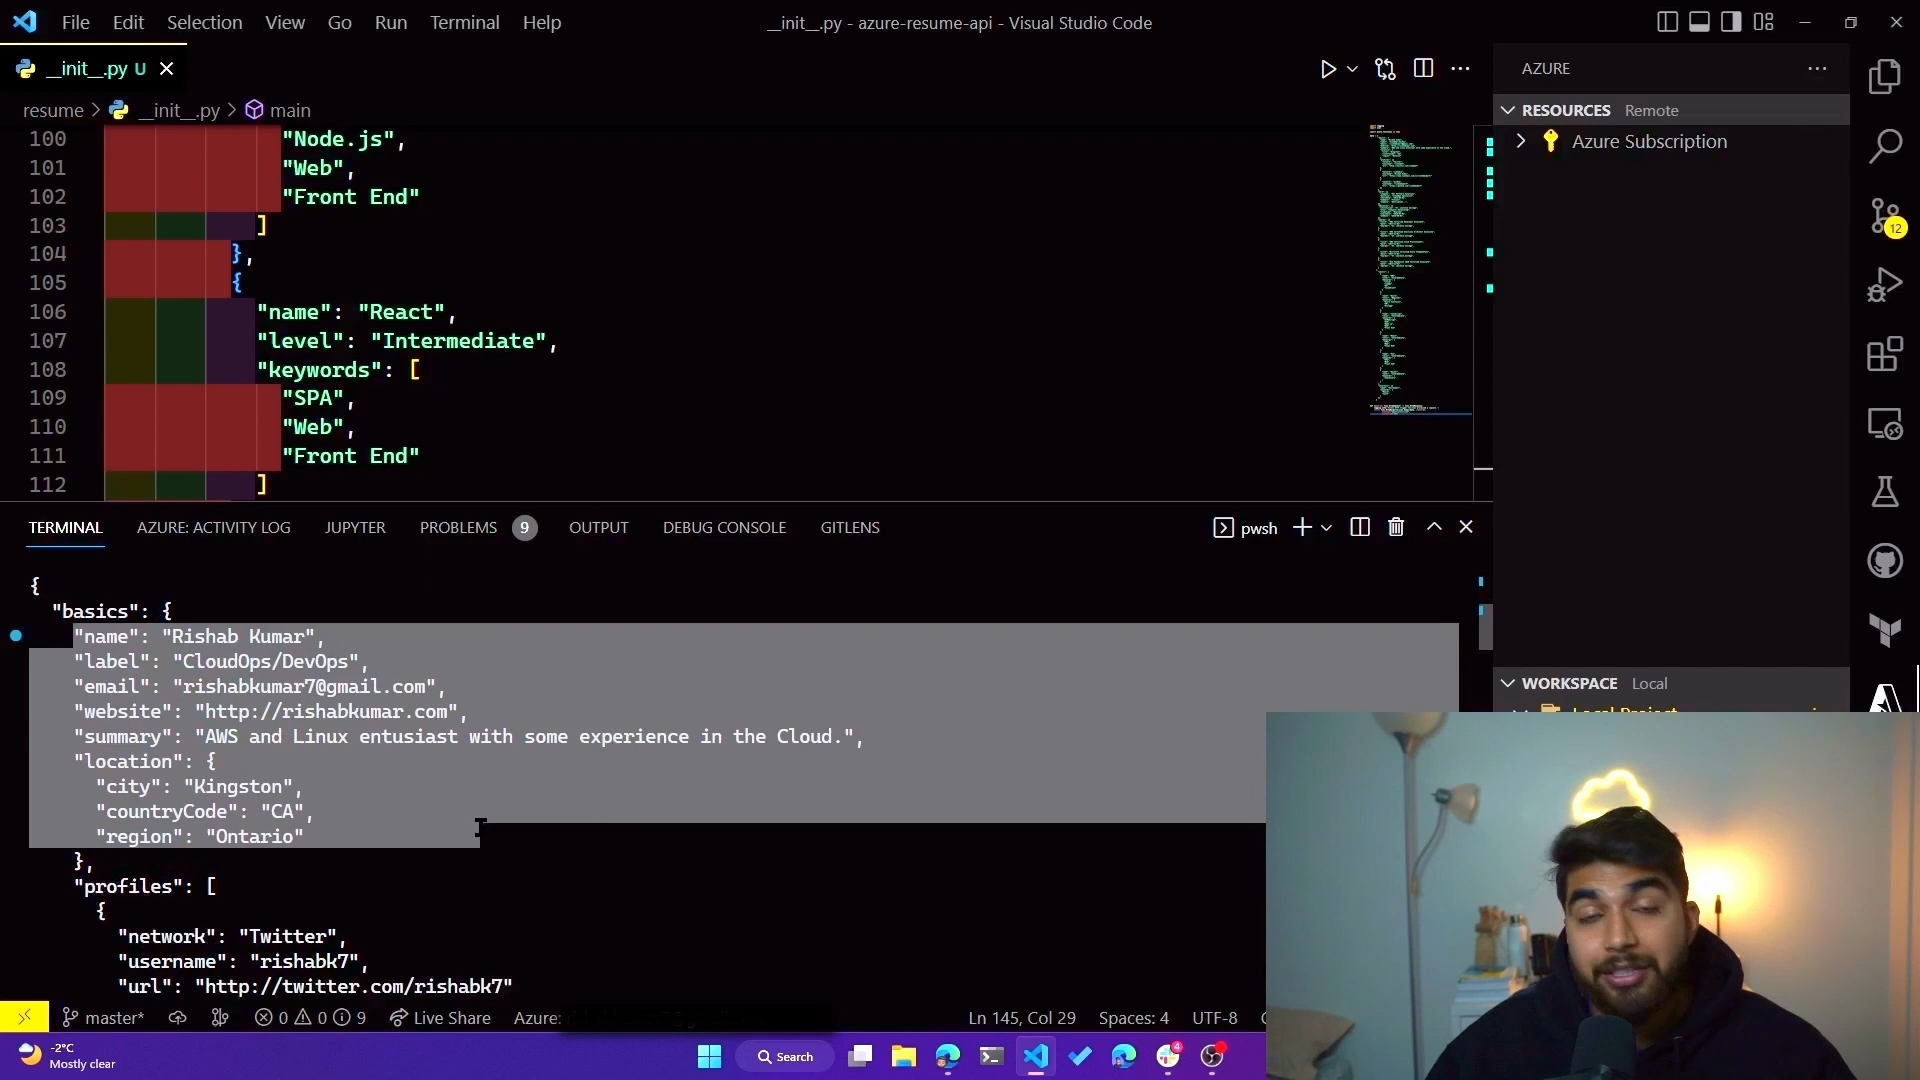 File Edit Selection View Go Run Terminal Help
__init__.py - azure-resume-api - Visual Studio Code
__init__.py U
resume > __init__.py > main
100 "Node.js",
101 "Web",
102 "Front End"
103 ]
104 },
105 {
106 "name": "React",
107 "level": "Intermediate",
108 "keywords": [
109 "SPA",
110 "Web",
111 "Front End"
112 ]
AZURE
RESOURCES Remote
Azure Subscription
12
WORKSPACE Local
Local Project
TERMINAL AZURE: ACTIVITY LOG JUPYTER PROBLEMS 9 OUTPUT DEBUG CONSOLE GITLENS
pwsh
{
"basics": {
"name": "Rishab Kumar",
"label": "CloudOps/DevOps",
"email": "rishabkumar7@gmail.com",
"website": "http://rishabkumar.com",
"summary": "AWS and Linux entusiast with some experience in the Cloud.",
"location": {
"city": "Kingston",
"countryCode": "CA",
"region": "Ontario"
},
"profiles": [
{
"network": "Twitter",
"username": "rishabk7",
"url": "http://twitter.com/rishabk7"
master* 0 0 9 Live Share Azure: Ln 145, Col 29 Spaces: 4 UTF-8
-2°C
Mostly clear
Search
4